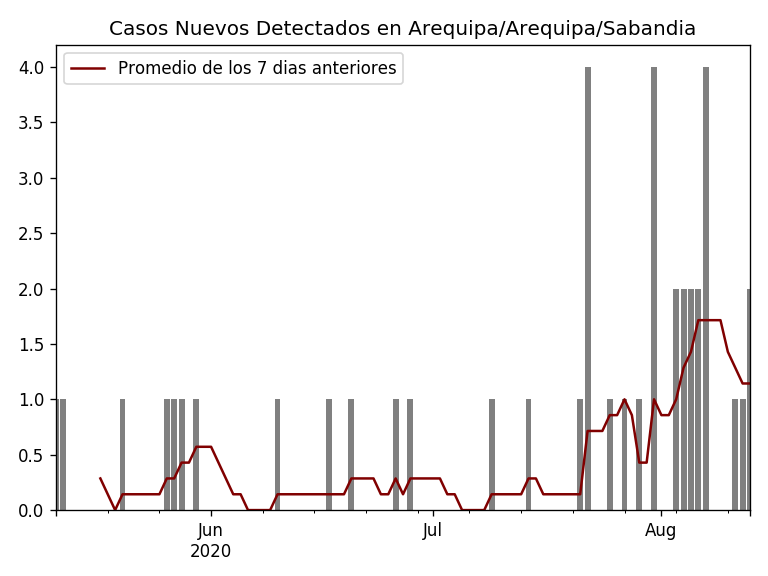 Casos Nuevos Detectados en Arequipa/Arequipa/Sabandia
Promedio de los 7 dias anteriores
4.0
3.5
3.0
2.5
2.0
1.5
1.0
0.5
0.0
Jun
2020
Jul
Aug